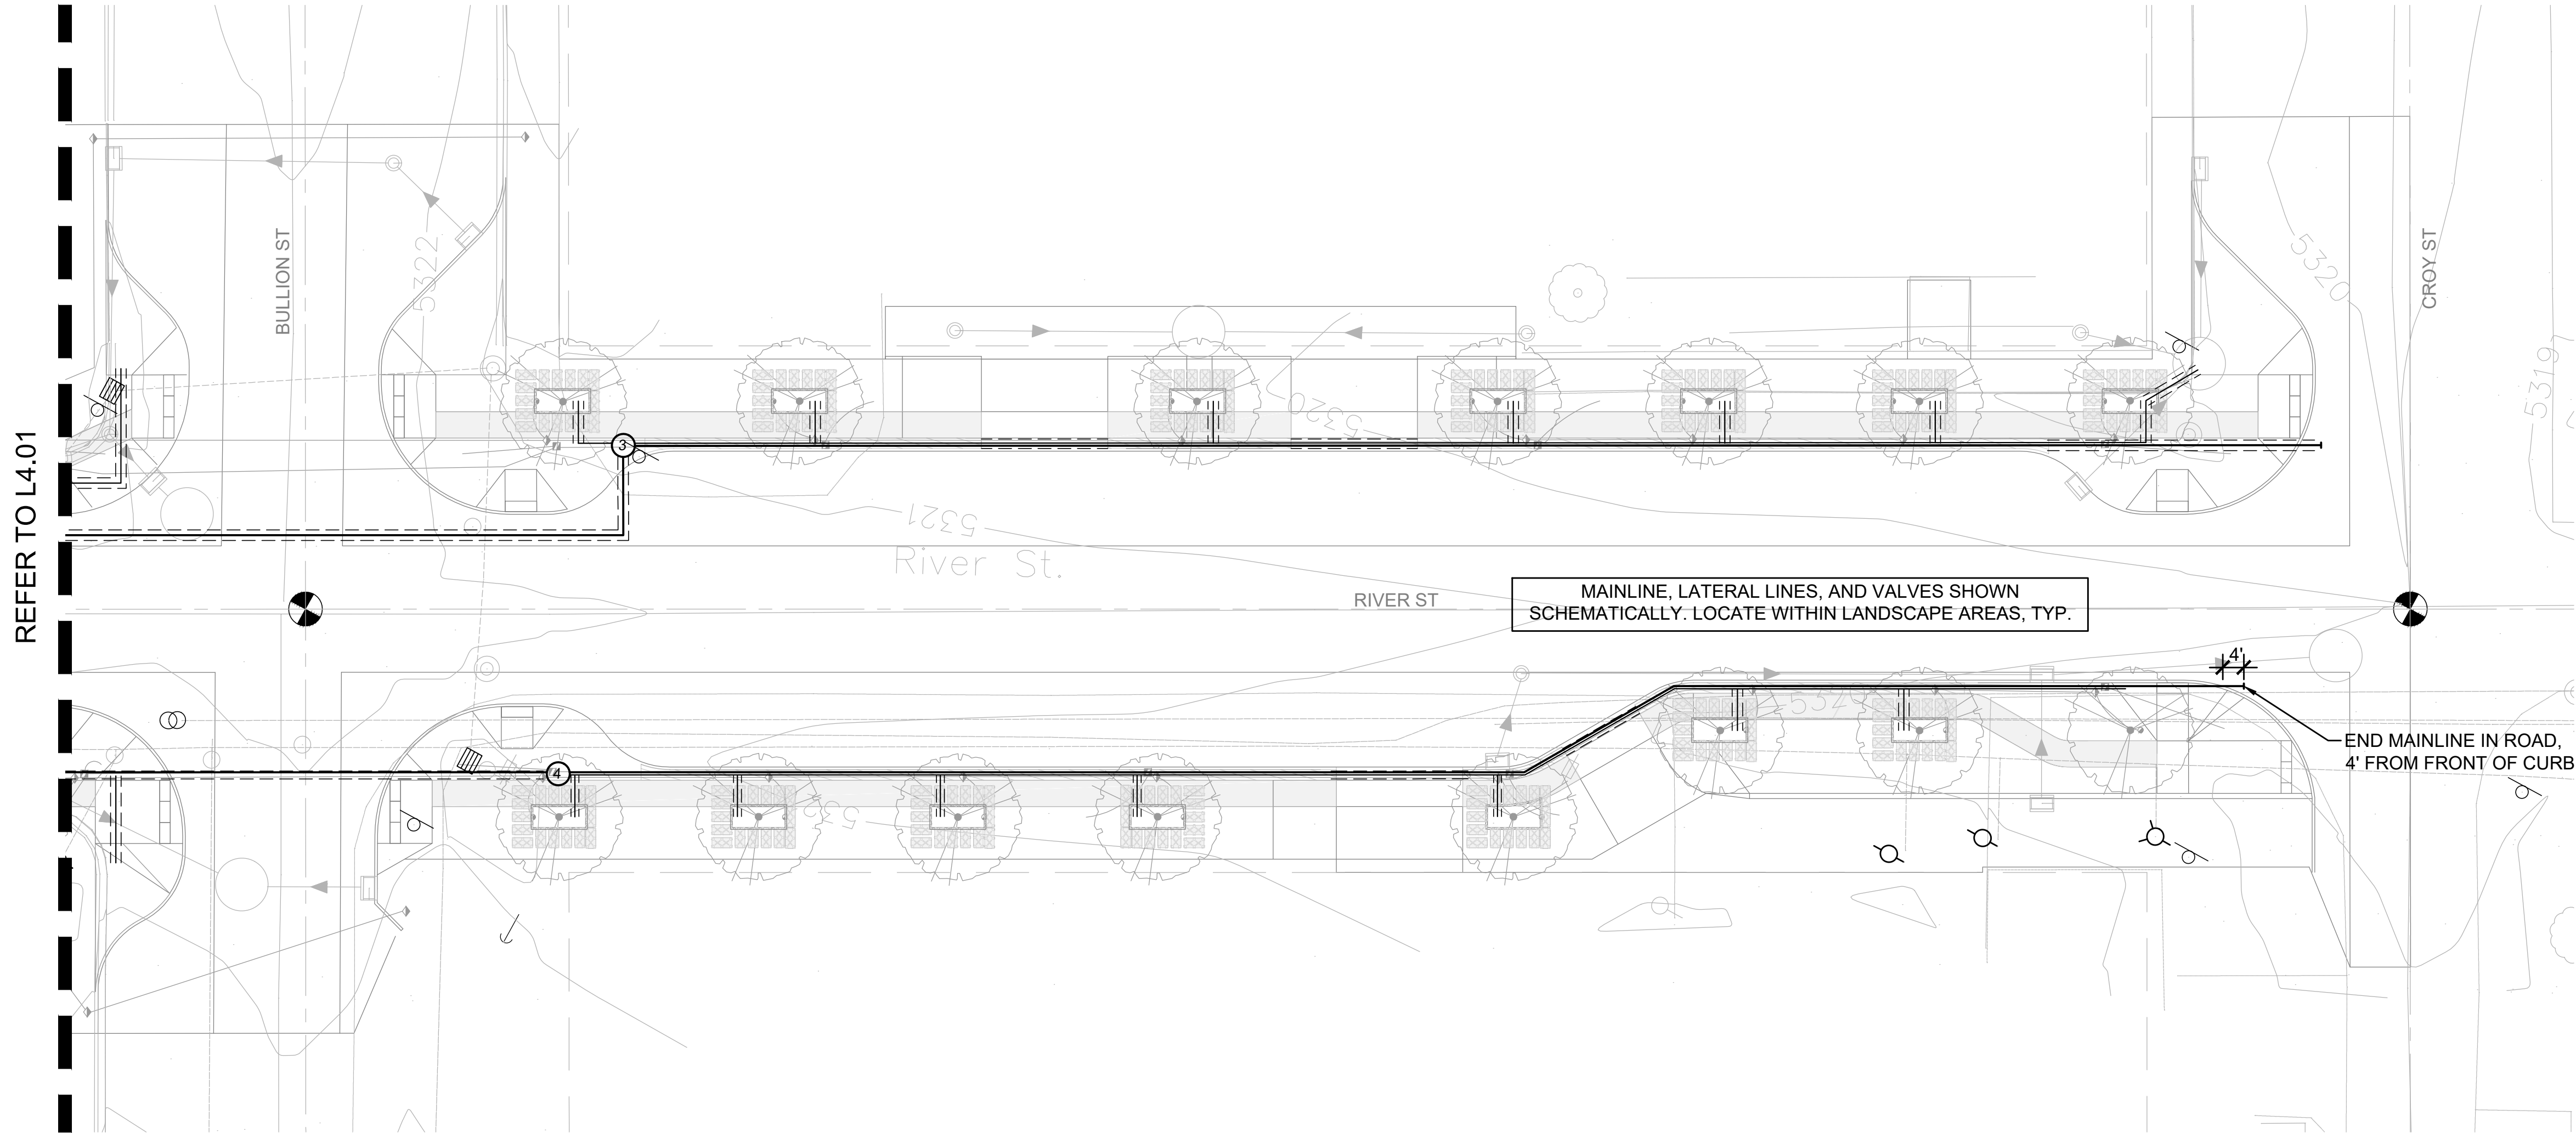 REFER TO L4.01
BULLION ST
5322
CROY ST
5320
5319
3
5320
5321
River St.
RIVER ST
MAINLINE, LATERAL LINES, AND VALVES SHOWN
SCHEMATICALLY. LOCATE WITHIN LANDSCAPE AREAS, TYP.
4'
END MAINLINE IN ROAD,
4' FROM FRONT OF CURB
4